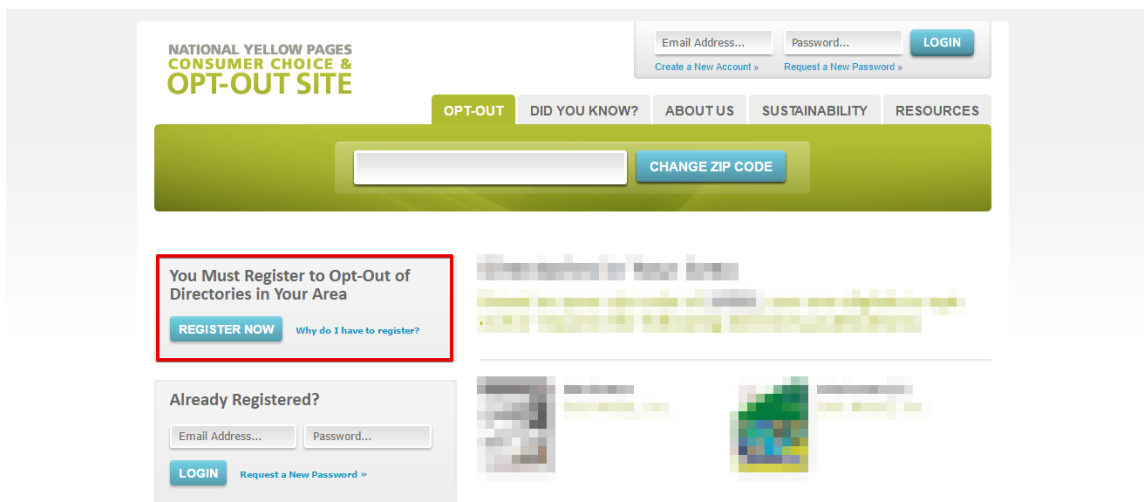 NATIONAL YELLOW PAGES
CONSUMER CHOICE &
OPT-OUT SITE
Email Address... Password... LOGIN
Create a New Account » Request a New Password »
OPT-OUT DID YOU KNOW? ABOUT US SUSTAINABILITY RESOURCES
CHANGE ZIP CODE
You Must Register to Opt-Out of
Directories in Your Area
REGISTER NOW Why do I have to register?
Already Registered?
Email Address... Password...
LOGIN Request a New Password »